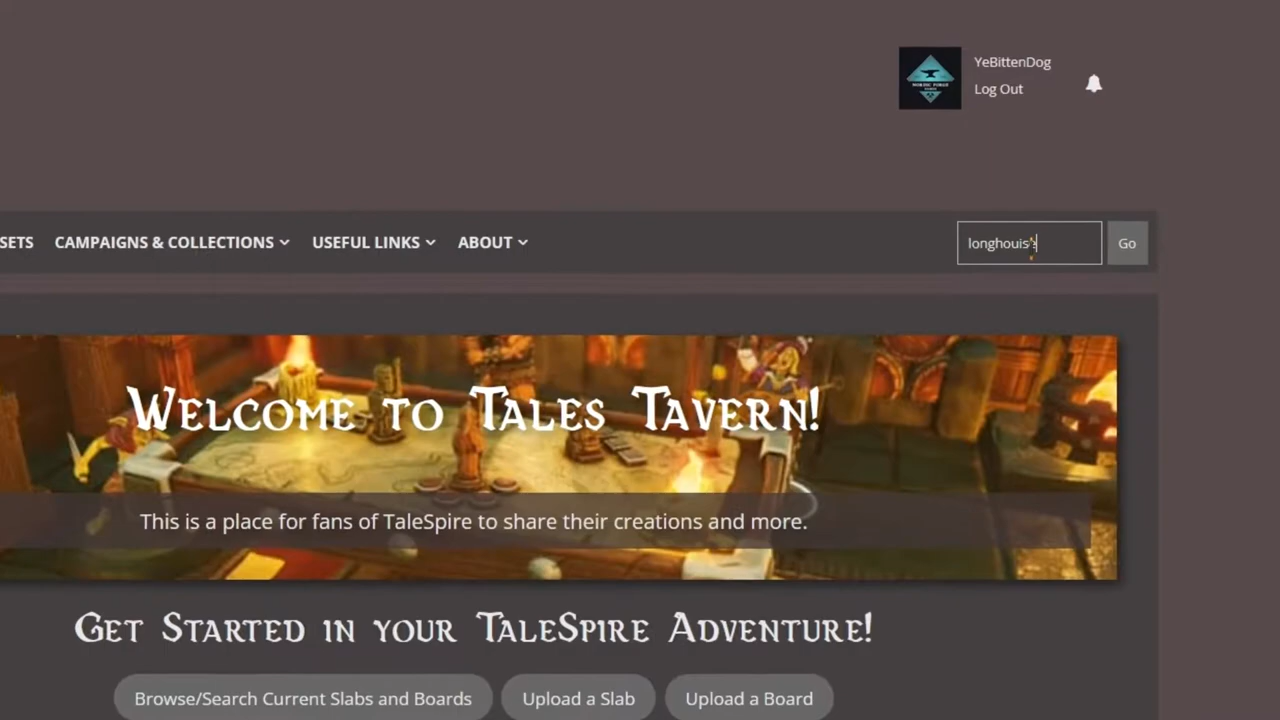 YeBittenDog
Log Out
SETS CAMPAIGNS & COLLECTIONS USEFUL LINKS ABOUT
Go
Welcome to Tales Tavern!
This is a place for fans of TaleSpire to share their creations and more.
Get Started in your TaleSpire Adventure!
Browse/Search Current Slabs and Boards Upload a Slab Upload a Board